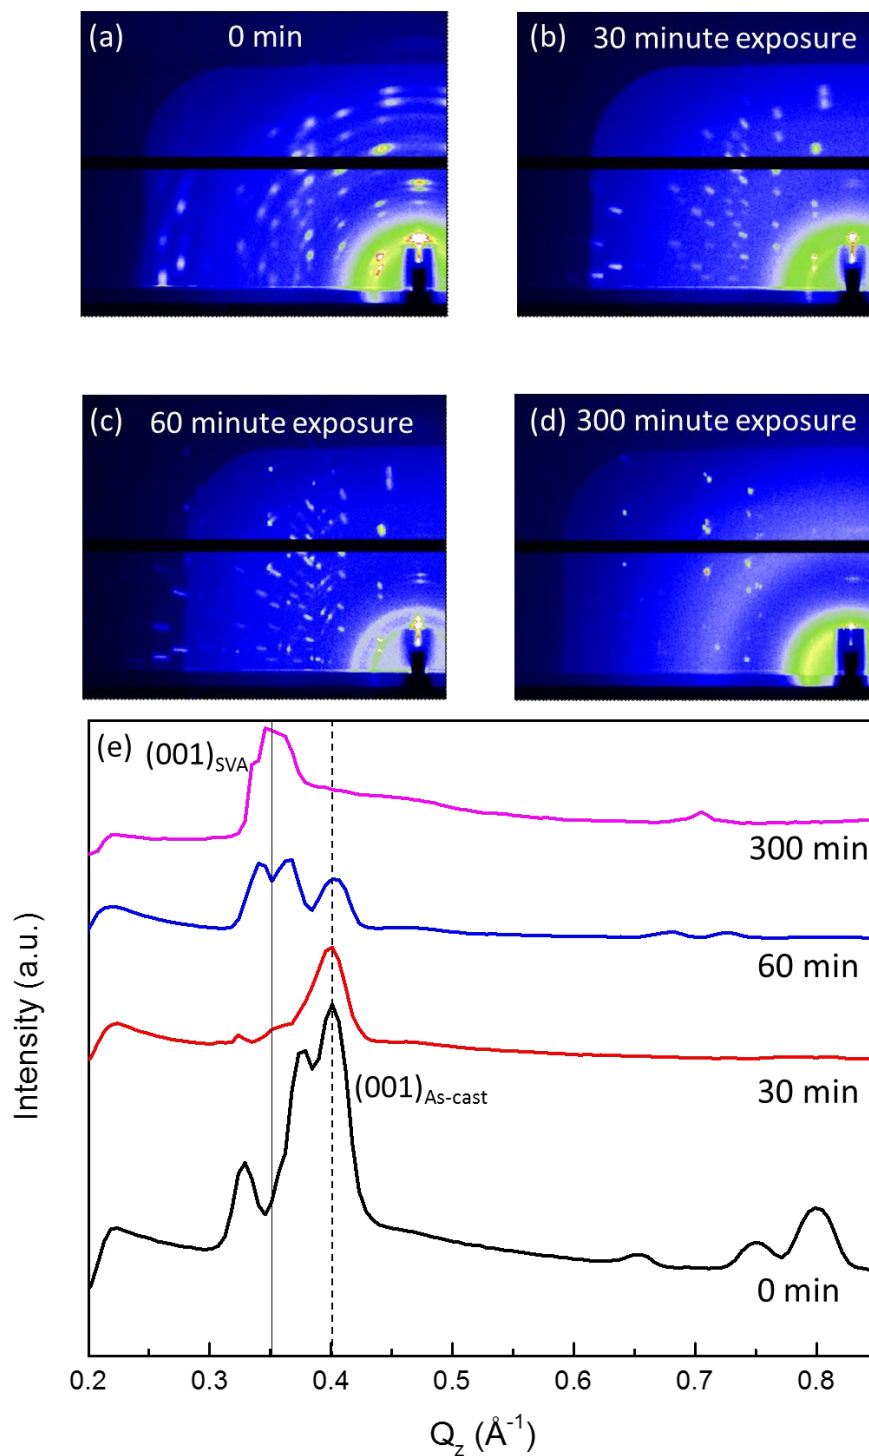 (a) 0 min
(b) 30 minute exposure
(c) 60 minute exposure
(d) 300 minute exposure
(e)
(001)SVA
300 min
60 min
(001)As-cast
30 min
0 min
Intensity (a.u.)
0.2 0.3 0.4 0.5 0.6 0.7 0.8
Qz (Å-1)